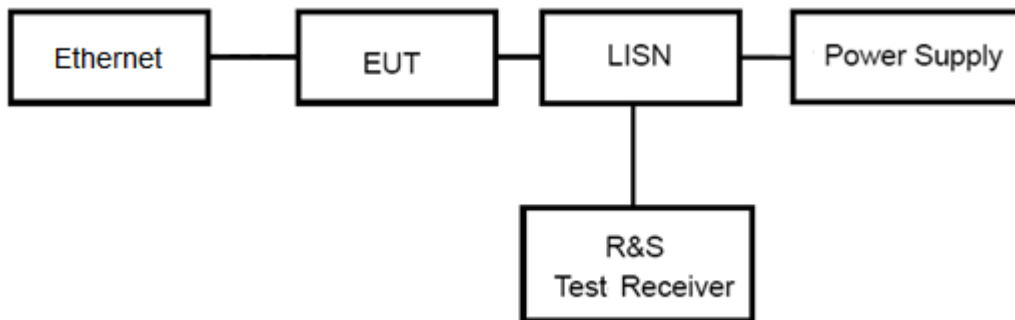 Ethernet
EUT
LISN
Power Supply
R&S
Test Receiver